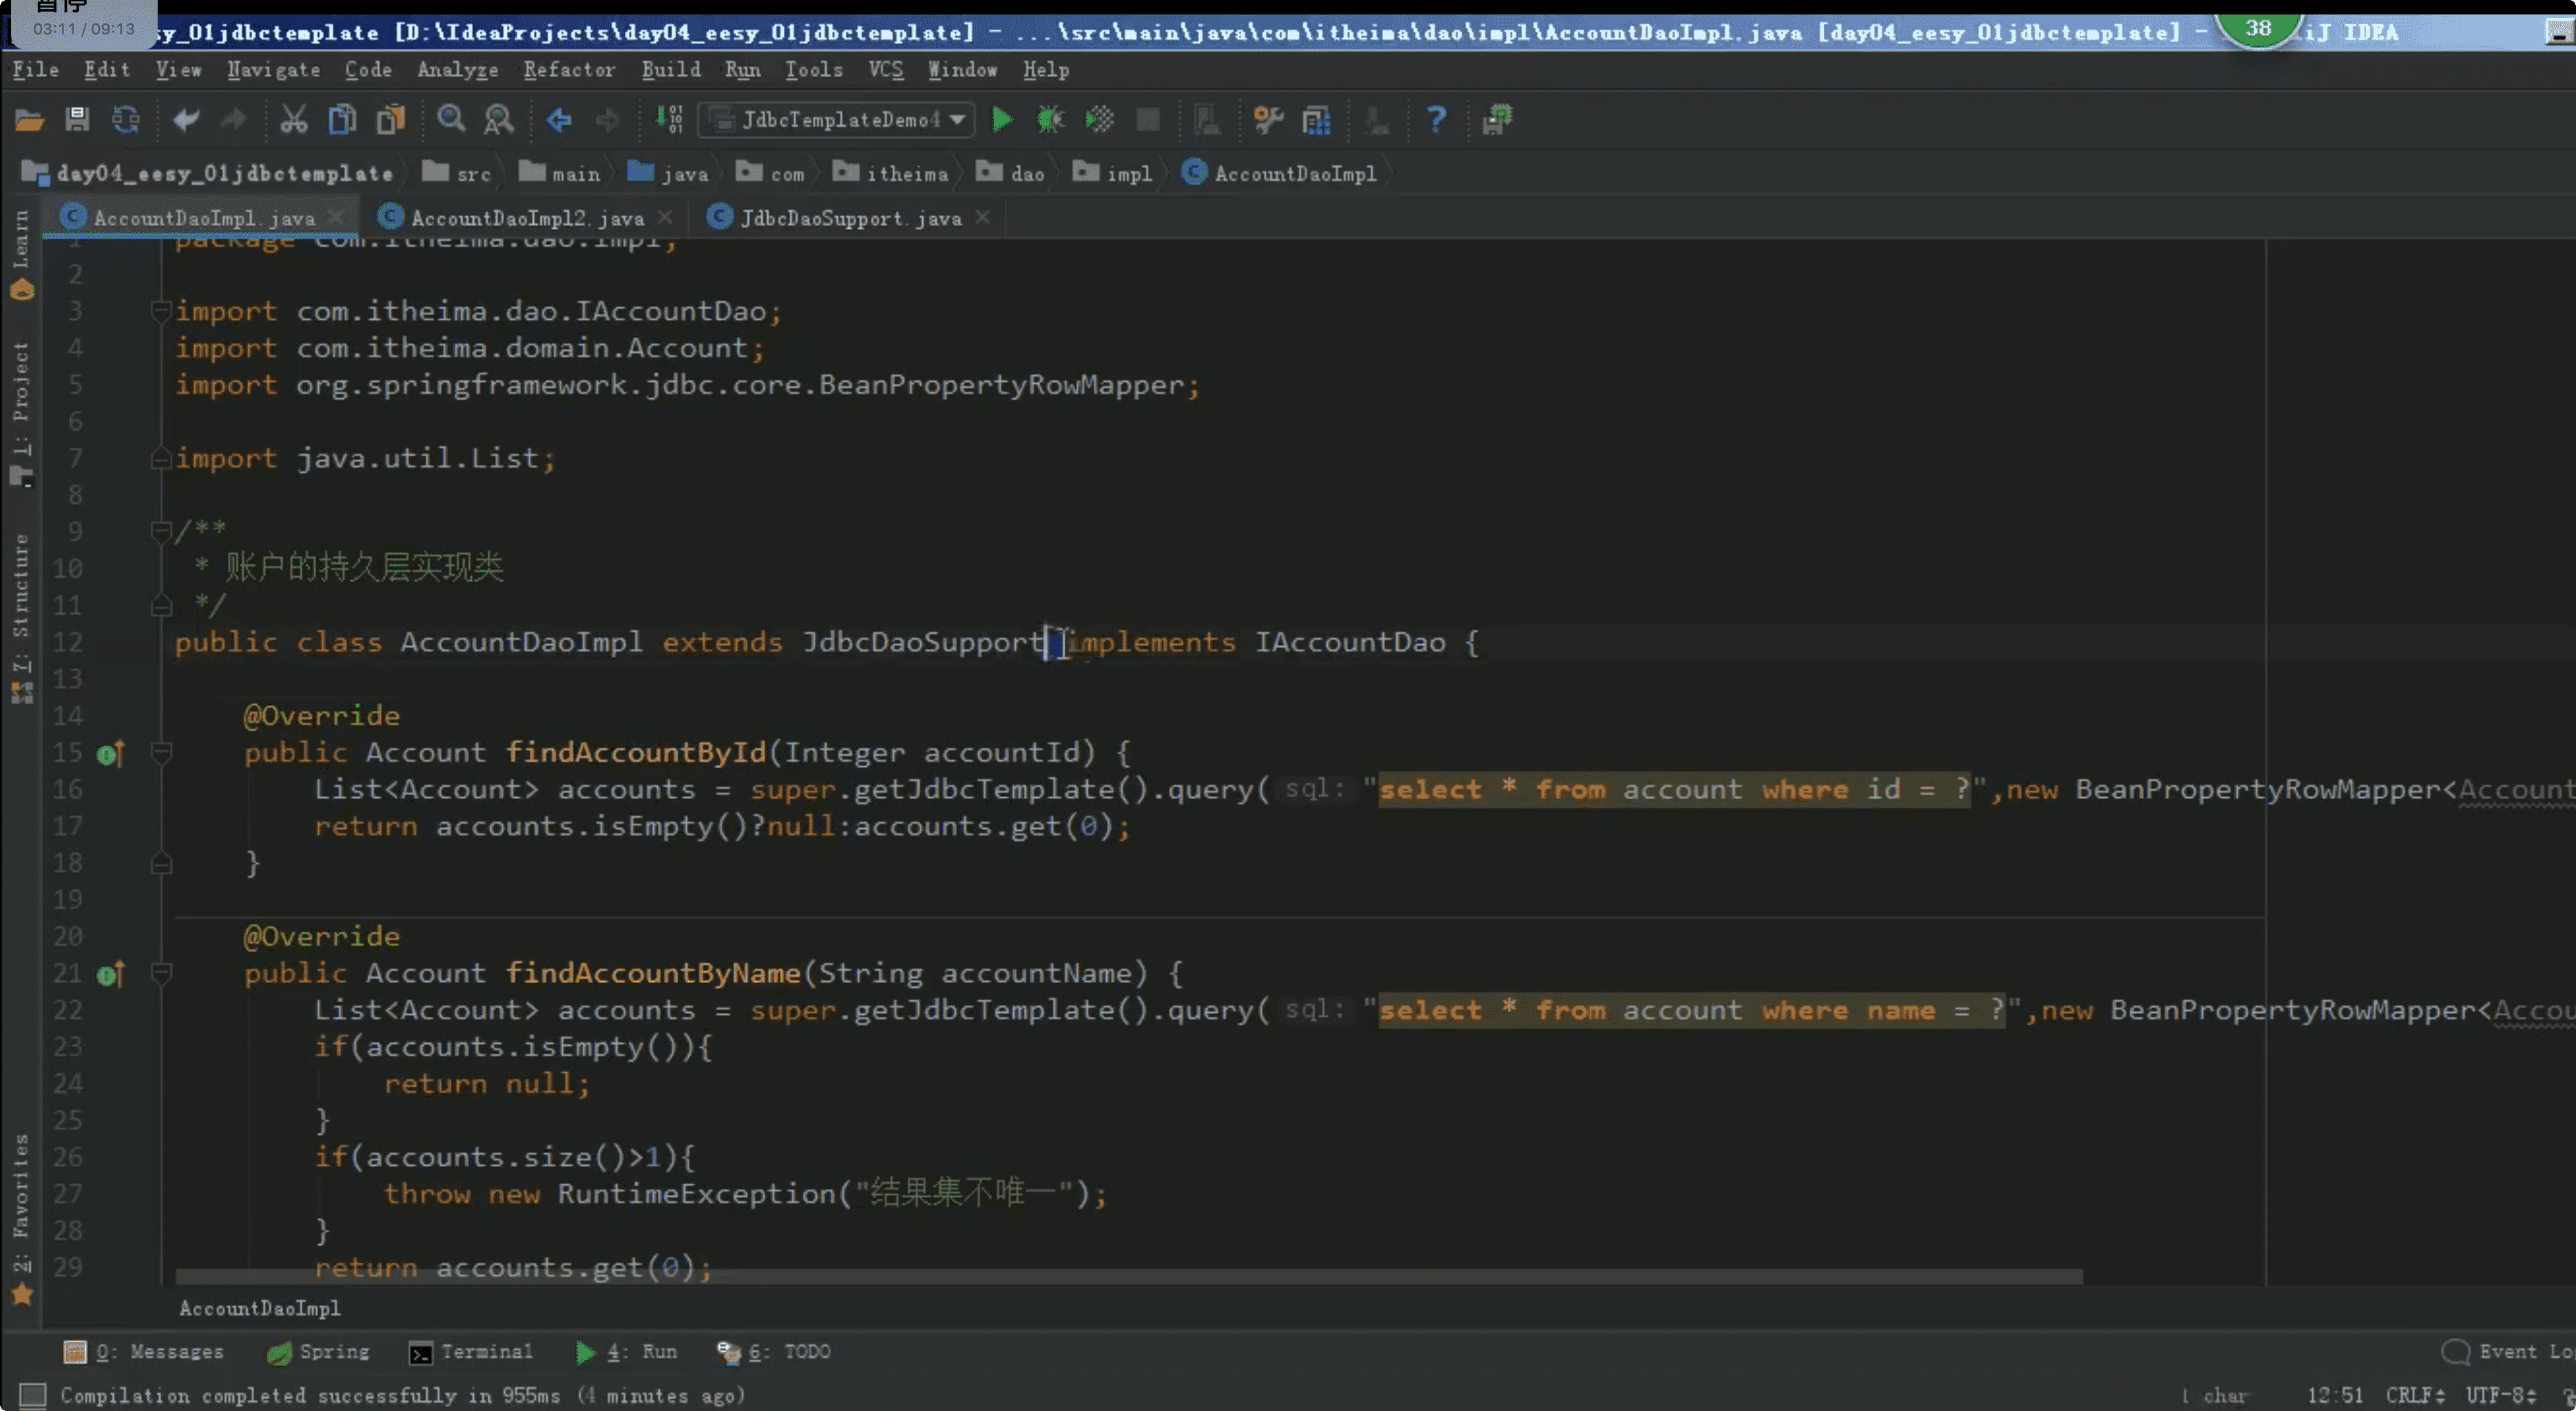 暂停
03:11 / 09:13
sy_01jdbctemplate [D:\IdeaProjects\day04_eesy_01jdbctemplate] - ...\src\main\java\com\itheima\dao\impl\AccountDaoImpl.java [day04_eesy_01jdbctemplate] - iJ IDEA
38
File Edit View Navigate Code Analyze Refactor Build Run Tools VCS Window Help
JdbcTemplateDemo4
day04_eesy_01jdbctemplate src main java com itheima dao impl AccountDaoImpl
AccountDaoImpl.java AccountDaoImpl2.java JdbcDaoSupport.java
Learn
1: Project
7: Structure
2: Favorites
1 package com.itheima.dao.impl;
2
3 import com.itheima.dao.IAccountDao;
4 import com.itheima.domain.Account;
5 import org.springframework.jdbc.core.BeanPropertyRowMapper;
6
7 import java.util.List;
8
9 /**
10 * 账户的持久层实现类
11 */
12 public class AccountDaoImpl extends JdbcDaoSupport implements IAccountDao {
13
14 @Override
15 public Account findAccountById(Integer accountId) {
16 List<Account> accounts = super.getJdbcTemplate().query( sql: "select * from account where id = ?",new BeanPropertyRowMapper<Account
17 return accounts.isEmpty()?null:accounts.get(0);
18 }
19
20 @Override
21 public Account findAccountByName(String accountName) {
22 List<Account> accounts = super.getJdbcTemplate().query( sql: "select * from account where name = ?",new BeanPropertyRowMapper<Accou
23 if(accounts.isEmpty()){
24 return null;
25 }
26 if(accounts.size()>1){
27 throw new RuntimeException("结果集不唯一");
28 }
29 return accounts.get(0);
AccountDaoImpl
0: Messages Spring Terminal 4: Run 6: TODO Event Lo
Compilation completed successfully in 955ms (4 minutes ago) 1 char 12:51 CRLF UTF-8